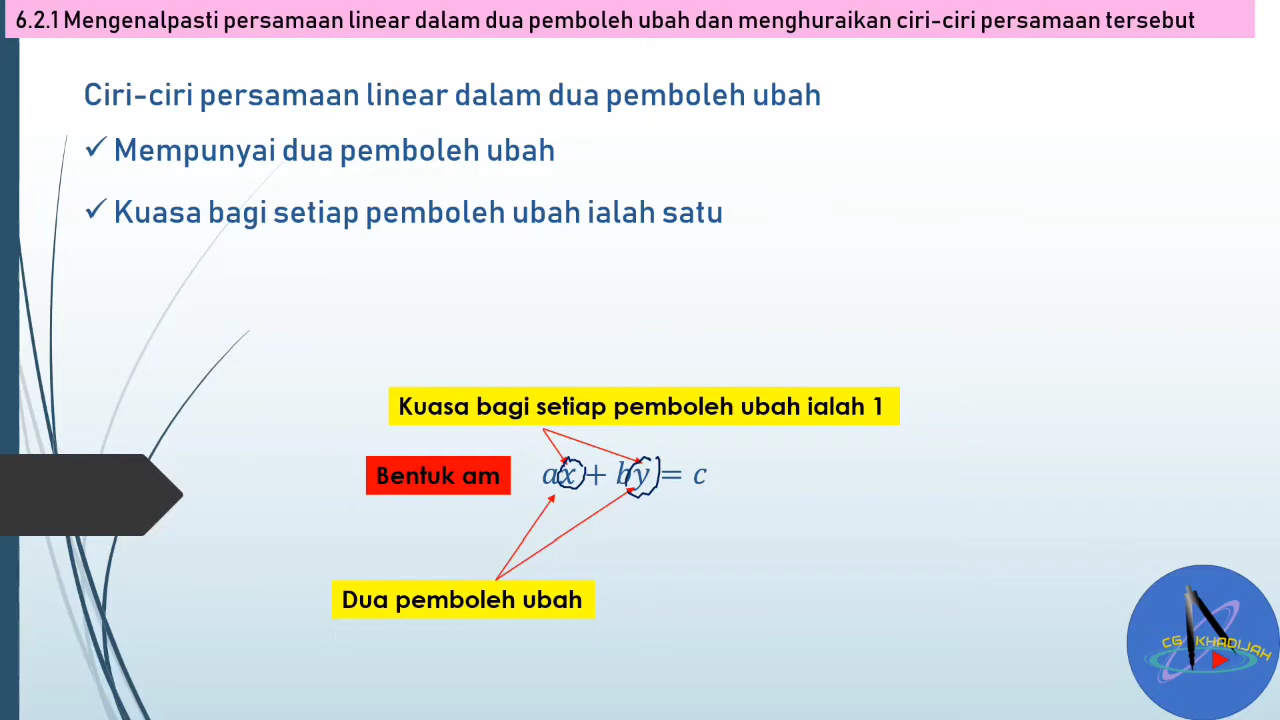 6.2.1 Mengenalpasti persamaan linear dalam dua pemboleh ubah dan menghuraikan ciri-ciri persamaan tersebut
Ciri-ciri persamaan linear dalam dua pemboleh ubah
✓ Mempunyai dua pemboleh ubah
✓ Kuasa bagi setiap pemboleh ubah ialah satu
Kuasa bagi setiap pemboleh ubah ialah 1
Bentuk am ax + by = c
Dua pemboleh ubah
CG KHADIJAH